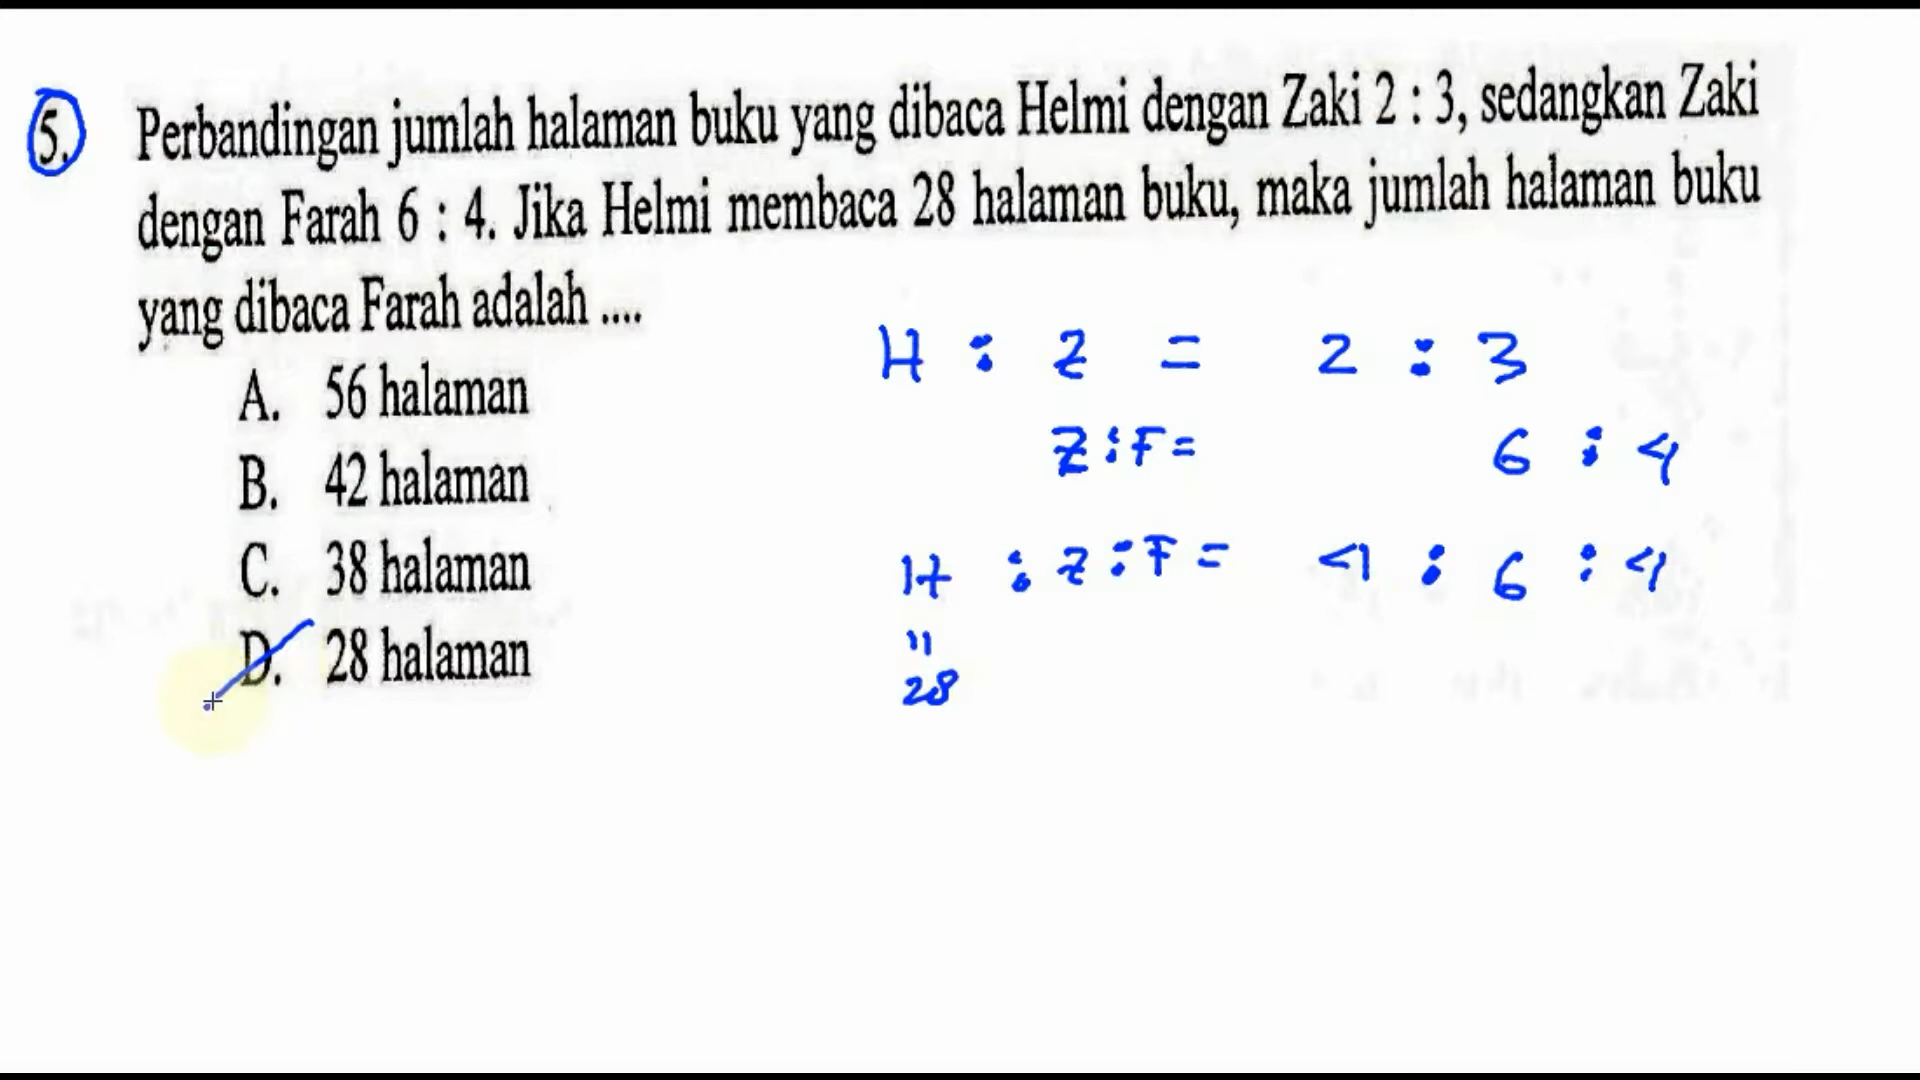 5. Perbandingan jumlah halaman buku yang dibaca Helmi dengan Zaki 2 : 3, sedangkan Zaki
dengan Farah 6 : 4. Jika Helmi membaca 28 halaman buku, maka jumlah halaman buku
yang dibaca Farah adalah ....
A. 56 halaman
B. 42 halaman
C. 38 halaman
D. 28 halaman
H : Z = 2 : 3
Z : F = 6 : 4
H : Z : F = 4 : 6 : 4
"
28